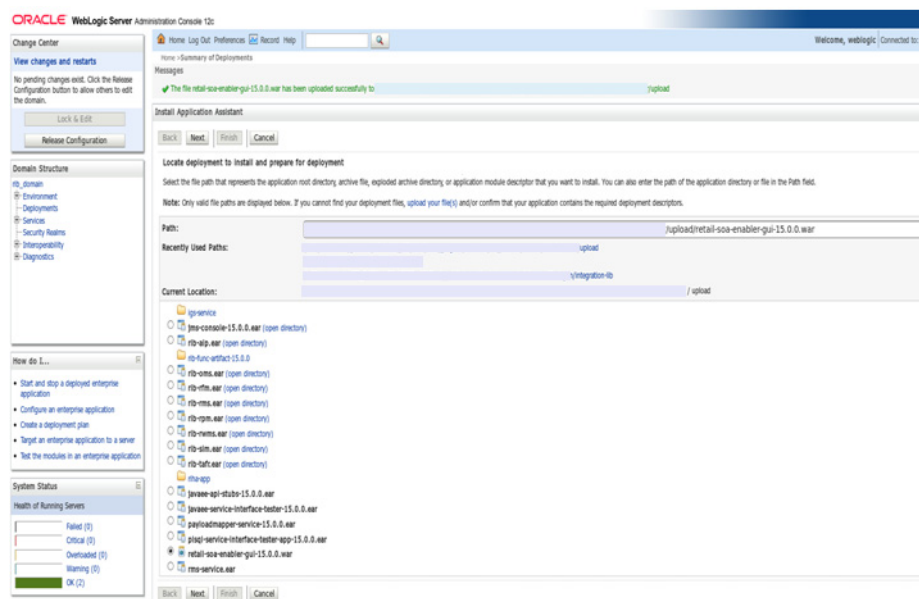 ORACLE WebLogic Server Administration Console 12c
Change Center
View changes and restarts
No pending changes exist. Click the Release
Configuration button to allow others to edit
the domain.
Lock & Edit
Release Configuration
Domain Structure
rib_domain
Environment
Deployments
Services
Security Realms
Interoperability
Diagnostics
How do I...
Start and stop a deployed enterprise
application
Configure an enterprise application
Create a deployment plan
Target an enterprise application to a server
Test the modules in an enterprise application
System Status
Health of Running Servers
Failed (0)
Critical (0)
Overloaded (0)
Warning (0)
OK (2)
Home Log Out Preferences Record Help
Welcome, weblogic Connected to:
Home >Summary of Deployments
Messages
The file retail-soa-enabler-gui-15.0.0.war has been uploaded successfully to /upload
Install Application Assistant
Back Next Finish Cancel
Locate deployment to install and prepare for deployment
Select the file path that represents the application root directory, archive file, exploded archive directory, or application module descriptor that you want to install. You can also enter the path of the application directory or file in the Path field.
Note: Only valid file paths are displayed below. If you cannot find your deployment files, upload your file(s) and/or confirm that your application contains the required deployment descriptors.
Path: /upload/retail-soa-enabler-gui-15.0.0.war
Recently Used Paths: upload
/integration-lib
Current Location: / upload
igs-service
jms-console-15.0.0.ear (open directory)
rib-aip.ear (open directory)
rib-func-artifact-15.0.0
rib-oms.ear (open directory)
rib-rfm.ear (open directory)
rib-rms.ear (open directory)
rib-rpm.ear (open directory)
rib-rwms.ear (open directory)
rib-sim.ear (open directory)
rib-tafr.ear (open directory)
riha-app
javaee-api-stubs-15.0.0.ear
javaee-service-interface-tester-15.0.0.ear
payloadmapper-service-15.0.0.ear
plsql-service-interface-tester-app-15.0.0.ear
retail-soa-enabler-gui-15.0.0.war
rms-service.ear
Back Next Finish Cancel